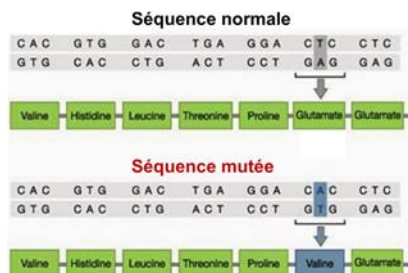 Séquence normale
CAC GTG GAC TGA GGA CTC CTC
GTG CAC CTG ACT CCT GAG GAG
Valine Histidine Leucine Threonine Proline Glutamate Glutamate
Séquence mutée
CAC GTG GAC TGA GGA CAC CTC
GTG CAC CTG ACT CCT GTG GAG
Valine Histidine Leucine Threonine Proline Valine Glutamate